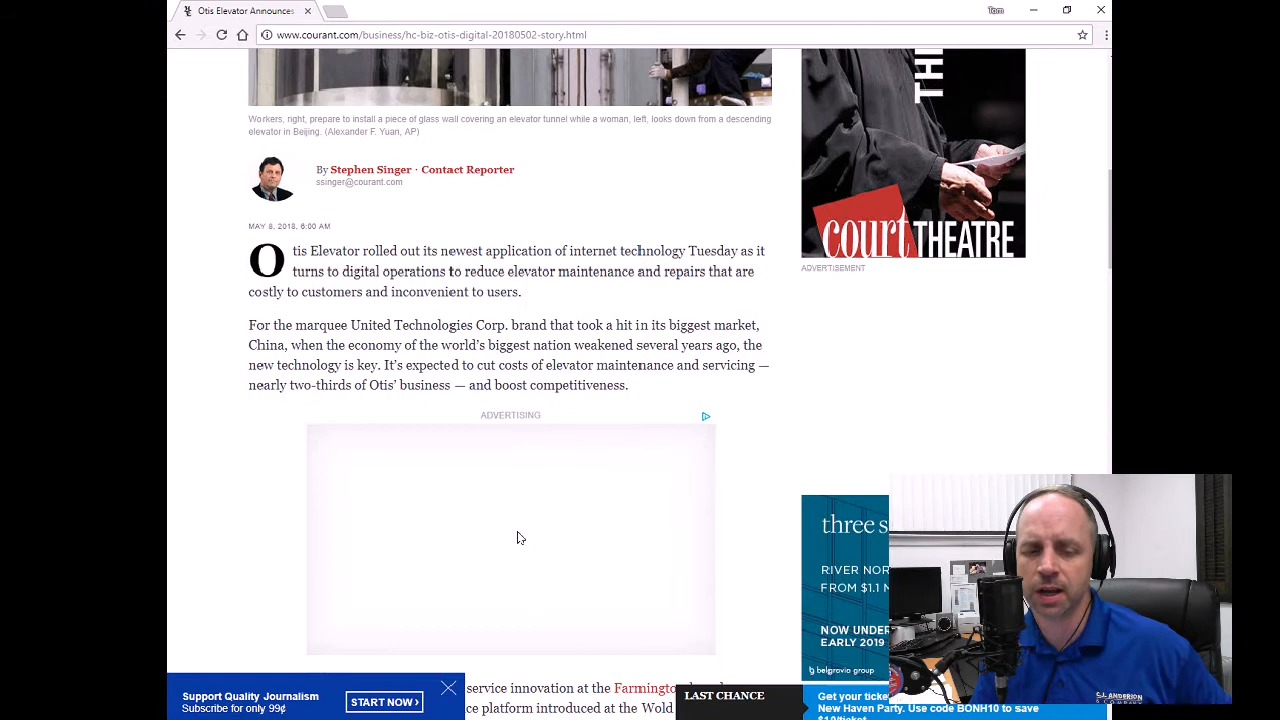 Otis Elevator Announces
Tom
www.courant.com/business/hc-biz-otis-digital-20180502-story.html
Workers, right, prepare to install a piece of glass wall covering an elevator tunnel while a woman, left, looks down from a descending
elevator in Beijing. (Alexander F. Yuan, AP)
By Stephen Singer · Contact Reporter
ssinger@courant.com
MAY 8, 2018, 6:00 AM
Otis Elevator rolled out its newest application of internet technology Tuesday as it
turns to digital operations to reduce elevator maintenance and repairs that are
costly to customers and inconvenient to users.
For the marquee United Technologies Corp. brand that took a hit in its biggest market,
China, when the economy of the world's biggest nation weakened several years ago, the
new technology is key. It's expected to cut costs of elevator maintenance and servicing —
nearly two-thirds of Otis' business — and boost competitiveness.
ADVERTISING
service innovation at the Farmingto
ce platform introduced at the Wold
Support Quality Journalism
Subscribe for only 99¢
START NOW ›
LAST CHANCE
Get your ticke
New Haven Party. Use code BONH10 to save
$10/ticket
TH
court THEATRE
ADVERTISEMENT
three s
RIVER NOR
FROM $1.1 M
NOW UNDER
EARLY 2019
belgravia group
C.J. ANDERSON
& COMPANY